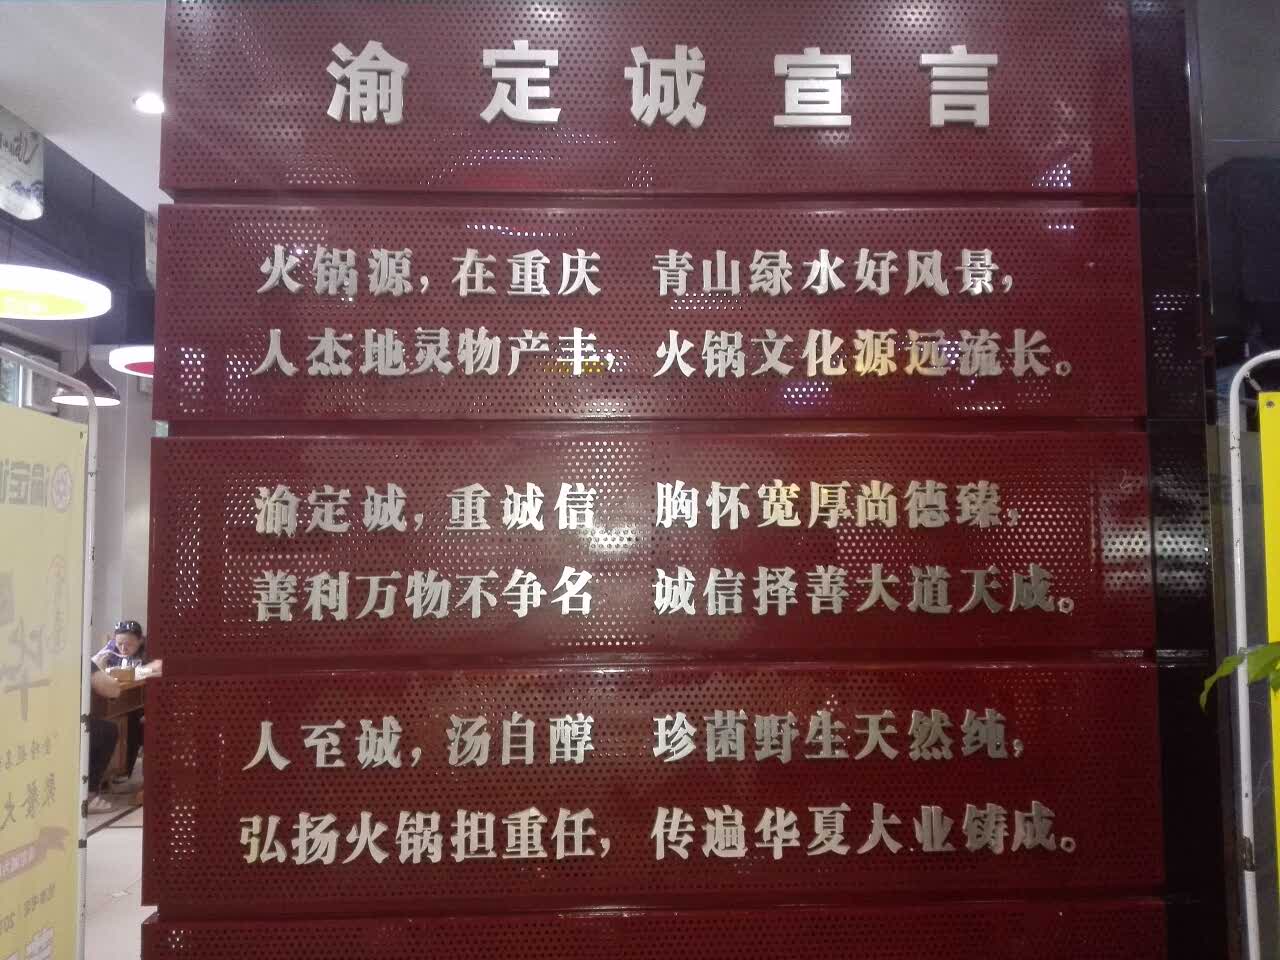 渝定诚宣言
火锅源，在重庆 青山绿水好风景，
人杰地灵物产丰，火锅文化源远流长。
渝定诚，重诚信 胸怀宽厚尚德臻，
善利万物不争名 诚信择善大道天成。
人至诚，汤自醇 珍菌野生天然纯，
弘扬火锅担重任，传遍华夏大业铸成。